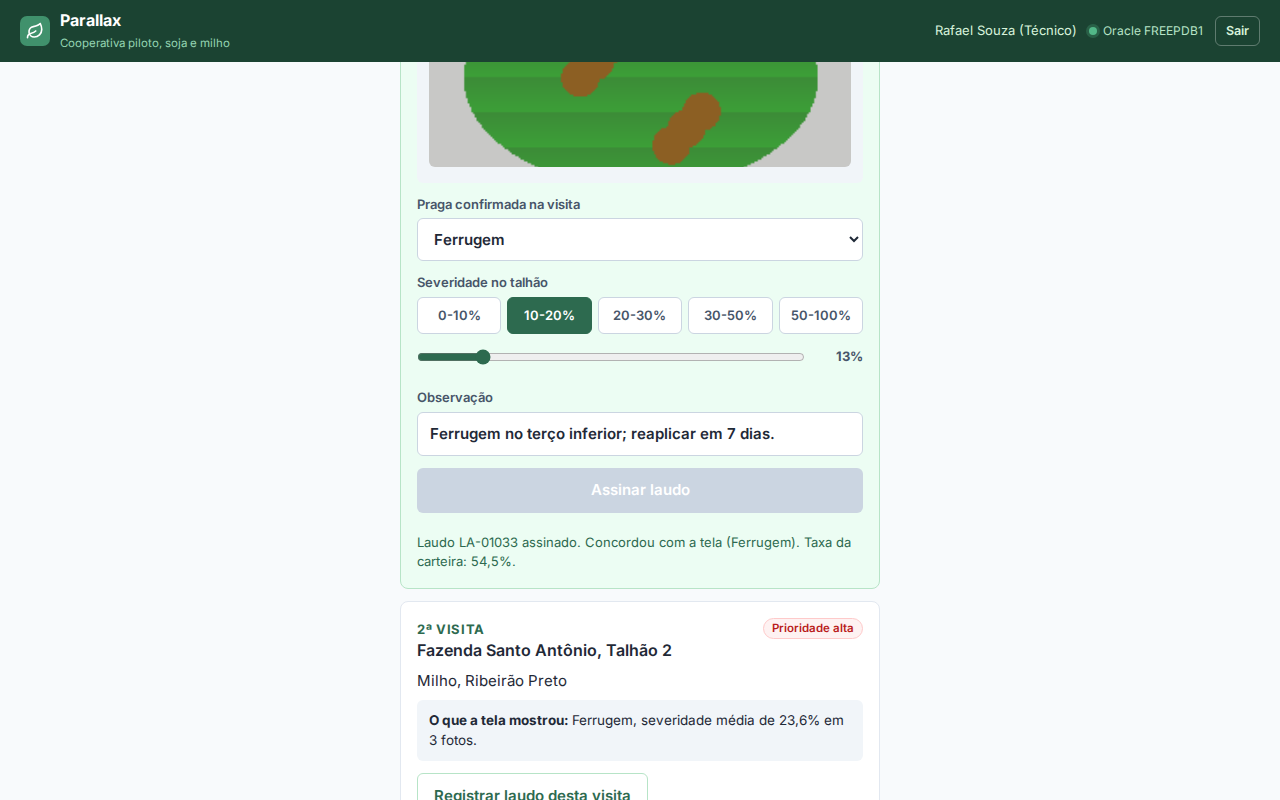 Parallax
Cooperativa piloto, soja e milho
Rafael Souza (Técnico)
Oracle FREEPDB1
Sair
Praga confirmada na visita
Ferrugem
Severidade no talhão
0-10%
10-20%
20-30%
30-50%
50-100%
13%
Observação
Ferrugem no terço inferior; reaplicar em 7 dias.
Assinar laudo
Laudo LA-01033 assinado. Concordou com a tela (Ferrugem). Taxa da
carteira: 54,5%.
2ª VISITA
Prioridade alta
Fazenda Santo Antônio, Talhão 2
Milho, Ribeirão Preto
O que a tela mostrou: Ferrugem, severidade média de 23,6% em
3 fotos.
Registrar laudo desta visita